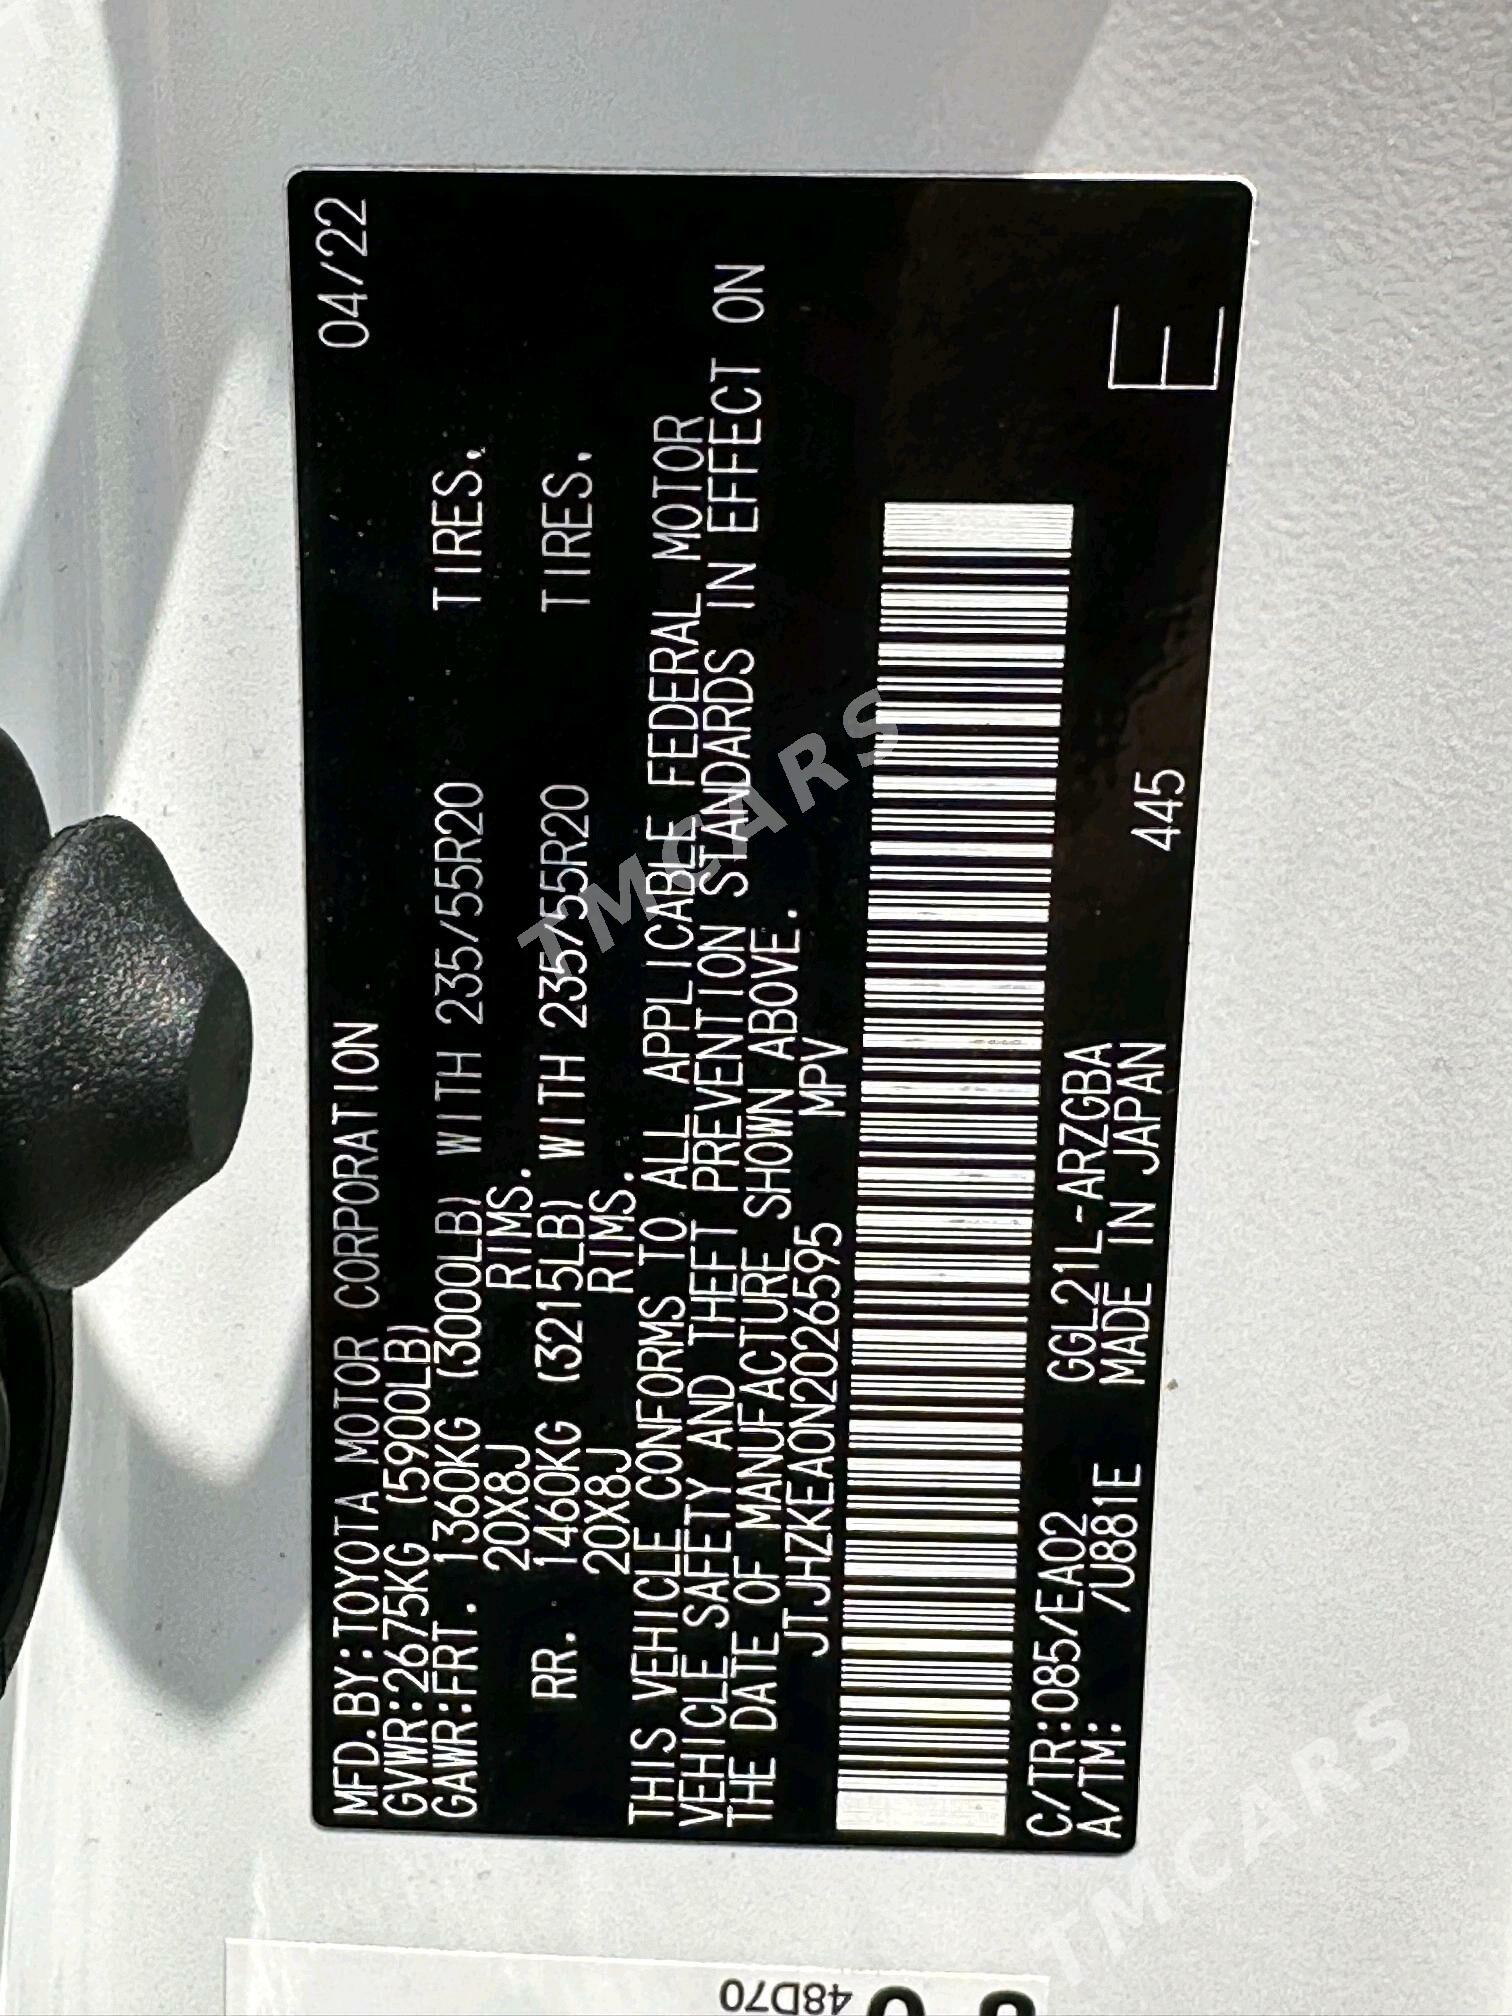 MFD.BY:TOYOTA MOTOR CORPORATION 04/22
GVWR:2675KG (5900LB)
GAWR:FRT. 1360KG (3000LB) WITH 235/55R20 TIRES,
20X8J RIMS.
RR. 1460KG (3215LB) WITH 235/55R20 TIRES,
20X8J RIMS.
THIS VEHICLE CONFORMS TO ALL APPLICABLE FEDERAL MOTOR
VEHICLE SAFETY AND THEFT PREVENTION STANDARDS IN EFFECT ON
THE DATE OF MANUFACTURE SHOWN ABOVE.
JTJHZKEA0N2026595 MPV
C/TR:085/EA02 GGL21L-ARZGBA
A/TM: /U881E MADE IN JAPAN 445
E
48D70
TMCARS
TMCARS